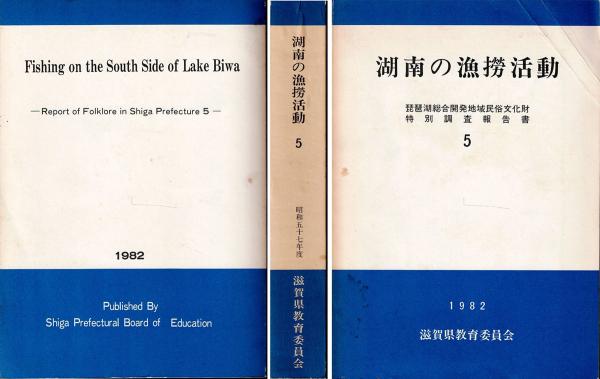 Fishing on the South Side of Lake Biwa
—Report of Folklore in Shiga Prefecture 5—
1982
Published By
Shiga Prefectural Board of Education
湖南の漁撈活動
5
昭和五十七年度
滋賀県教育委員会
湖南の漁撈活動
琵琶湖総合開発地域民俗文化財
特別調査報告書
5
1982
滋賀県教育委員会